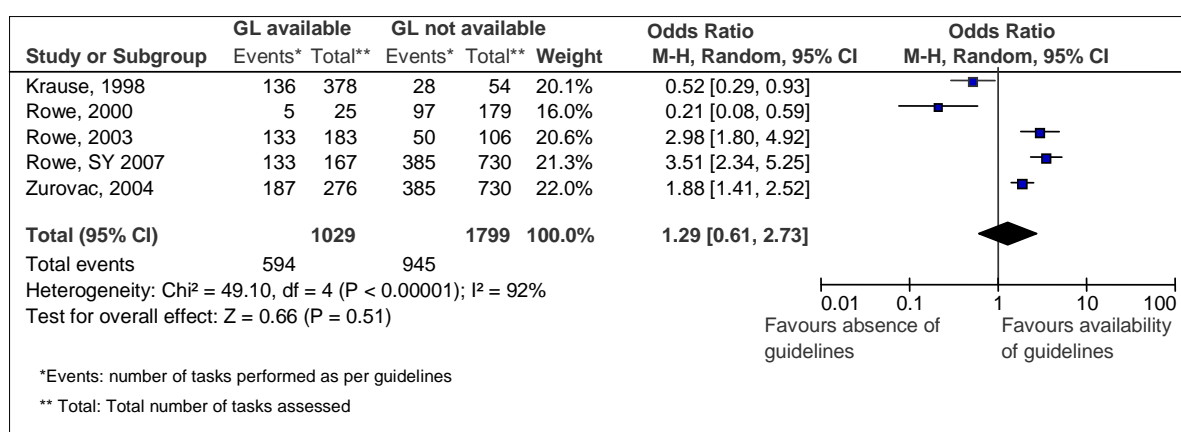 GL available GL not available Odds Ratio Odds Ratio
Study or Subgroup Events* Total** Events* Total** Weight M-H, Random, 95% CI M-H, Random, 95% CI
Krause, 1998 136 378 28 54 20.1% 0.52 [0.29, 0.93]
Rowe, 2000 5 25 97 179 16.0% 0.21 [0.08, 0.59]
Rowe, 2003 133 183 50 106 20.6% 2.98 [1.80, 4.92]
Rowe, SY 2007 133 167 385 730 21.3% 3.51 [2.34, 5.25]
Zurovac, 2004 187 276 385 730 22.0% 1.88 [1.41, 2.52]
Total (95% CI) 1029 1799 100.0% 1.29 [0.61, 2.73]
Total events 594 945
Heterogeneity: Chi² = 49.10, df = 4 (P < 0.00001); I² = 92%
Test for overall effect: Z = 0.66 (P = 0.51)
0.01 0.1 1 10 100
Favours absence of Favours availability
guidelines of guidelines
*Events: number of tasks performed as per guidelines
** Total: Total number of tasks assessed